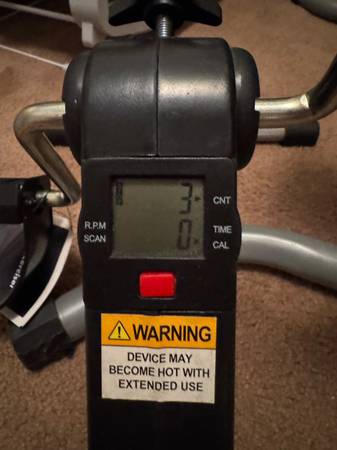 3 CNT
R.P.M
SCAN
TIME
0 CAL
WARNING
DEVICE MAY
BECOME HOT WITH
EXTENDED USE